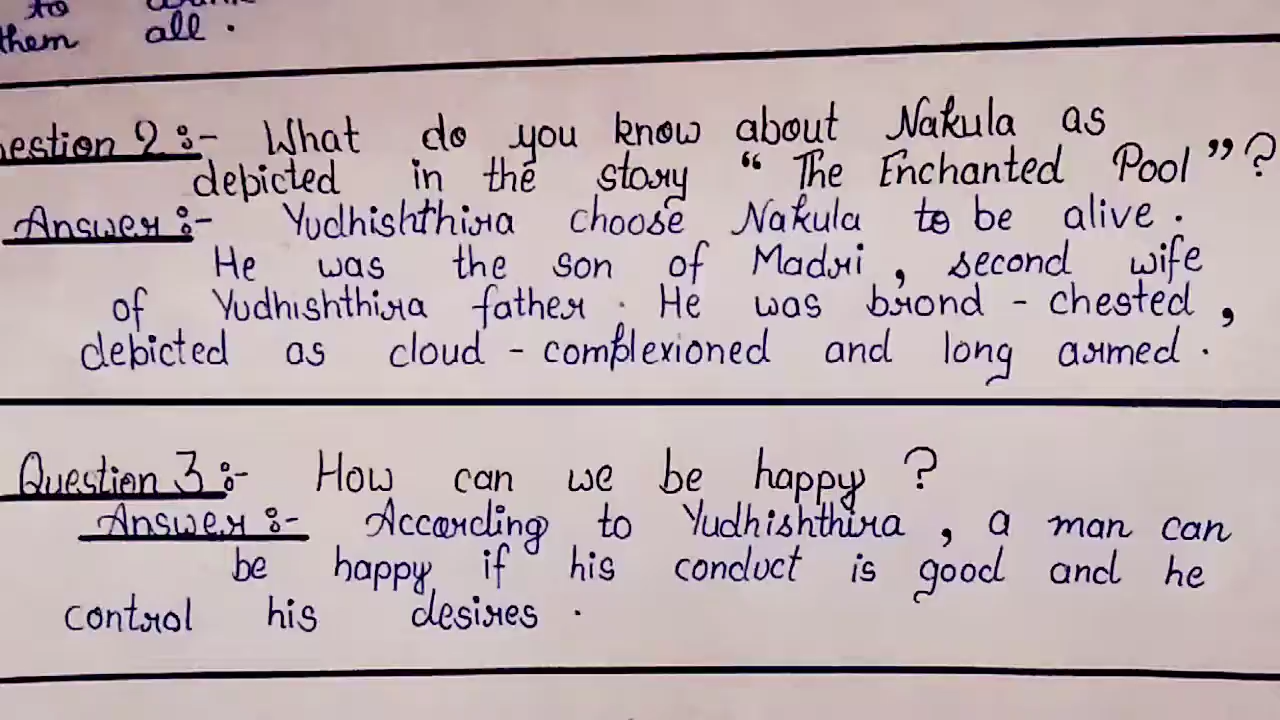 to
them all .
estion 2 :- What do you know about Nakula as
depicted in the story " The Enchanted Pool " ?
Answer :- Yudhishthira choose Nakula to be alive .
He was the son of Madri , second wife
of Yudhishthira father . He was brond - chested ,
depicted as cloud - complexioned and long armed .
Question 3 :- How can we be happy ?
Answer :- According to Yudhishthira , a man can
be happy if his conduct is good and he
control his desires .